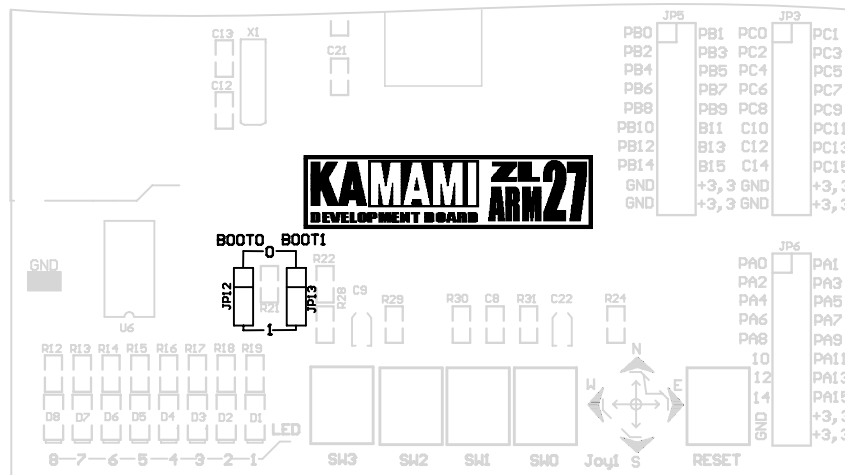 JP5 JP3
C13 X1
C21
C12
PB0 PB1 PC0 PC1
PB2 PB3 PC2 PC3
PB4 PB5 PC4 PC5
PB6 PB7 PC6 PC7
PB8 PB9 PC8 PC9
PB10 B11 C10 PC11
PB12 B13 C12 PC13
PB14 B15 C14 PC15
GND +3,3 GND +3,3
GND +3,3 GND +3,3
KAMAMI ZL
DEVELOPMENT BOARD ARM 27
BOOT0 BOOT1
0
JP12 JP13
1
GND
U6
R21
R22
R28
C9
R29
R30
C8
R31
C22
R24
JP6
PA0 PA1
PA2 PA3
PA4 PA5
PA6 PA7
PA8 PA9
10 PA11
12 PA13
14 PA15
GND +3,3
+3,3
R12 R13 R14 R15 R16 R17 R18 R19
D8 D7 D6 D5 D4 D3 D2 D1
LED
8 7 6 5 4 3 2 1
SW3 SW2 SW1 SW0
N
W E
Joy1 S
RESET